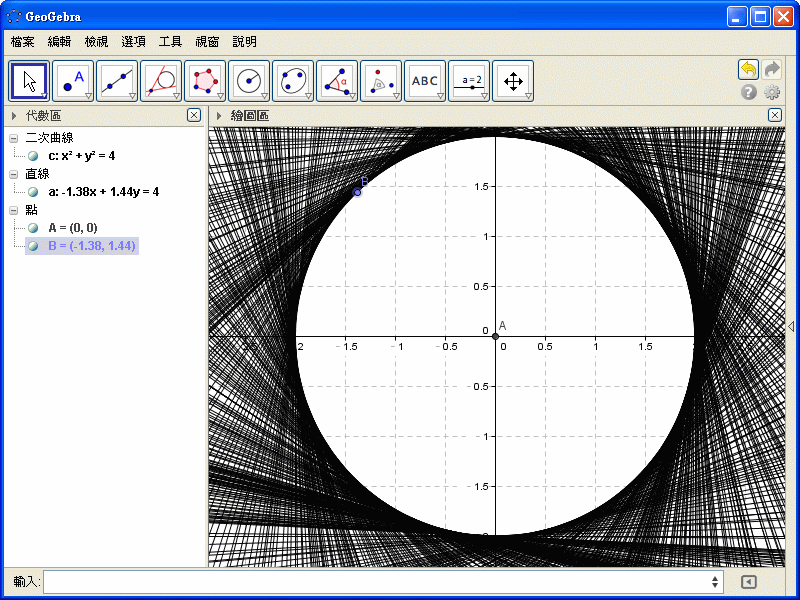 GeoGebra
檔案 編輯 檢視 選項 工具 視窗 說明
A α α ABC a=2
代數區 繪圖區
二次曲線
c: x² + y² = 4
直線
a: -1.38x + 1.44y = 4
點
A = (0, 0)
B = (-1.38, 1.44)
B
1.5
1
0.5
0 A
2 -1.5 -1 -0.5 0 0.5 1 1.5
-0.5
-1
-1.5
輸入: